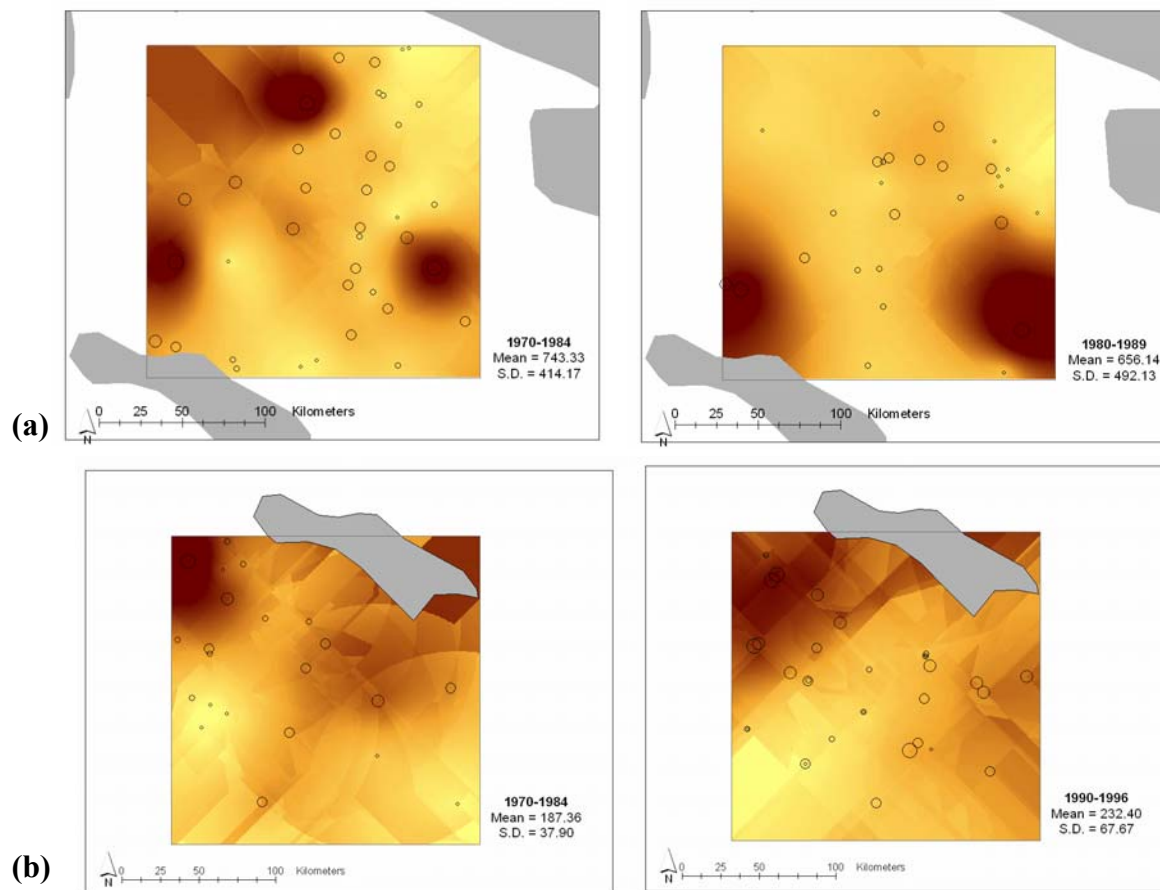 1970-1984
Mean = 743.33
S.D. = 414.17
0 25 50 100 Kilometers
N
1980-1989
Mean = 656.14
S.D. = 492.13
0 25 50 100 Kilometers
N
(a)
1970-1984
Mean = 187.36
S.D. = 37.90
0 25 50 100 Kilometers
N
1990-1996
Mean = 232.40
S.D. = 67.67
0 25 50 100 Kilometers
N
(b)